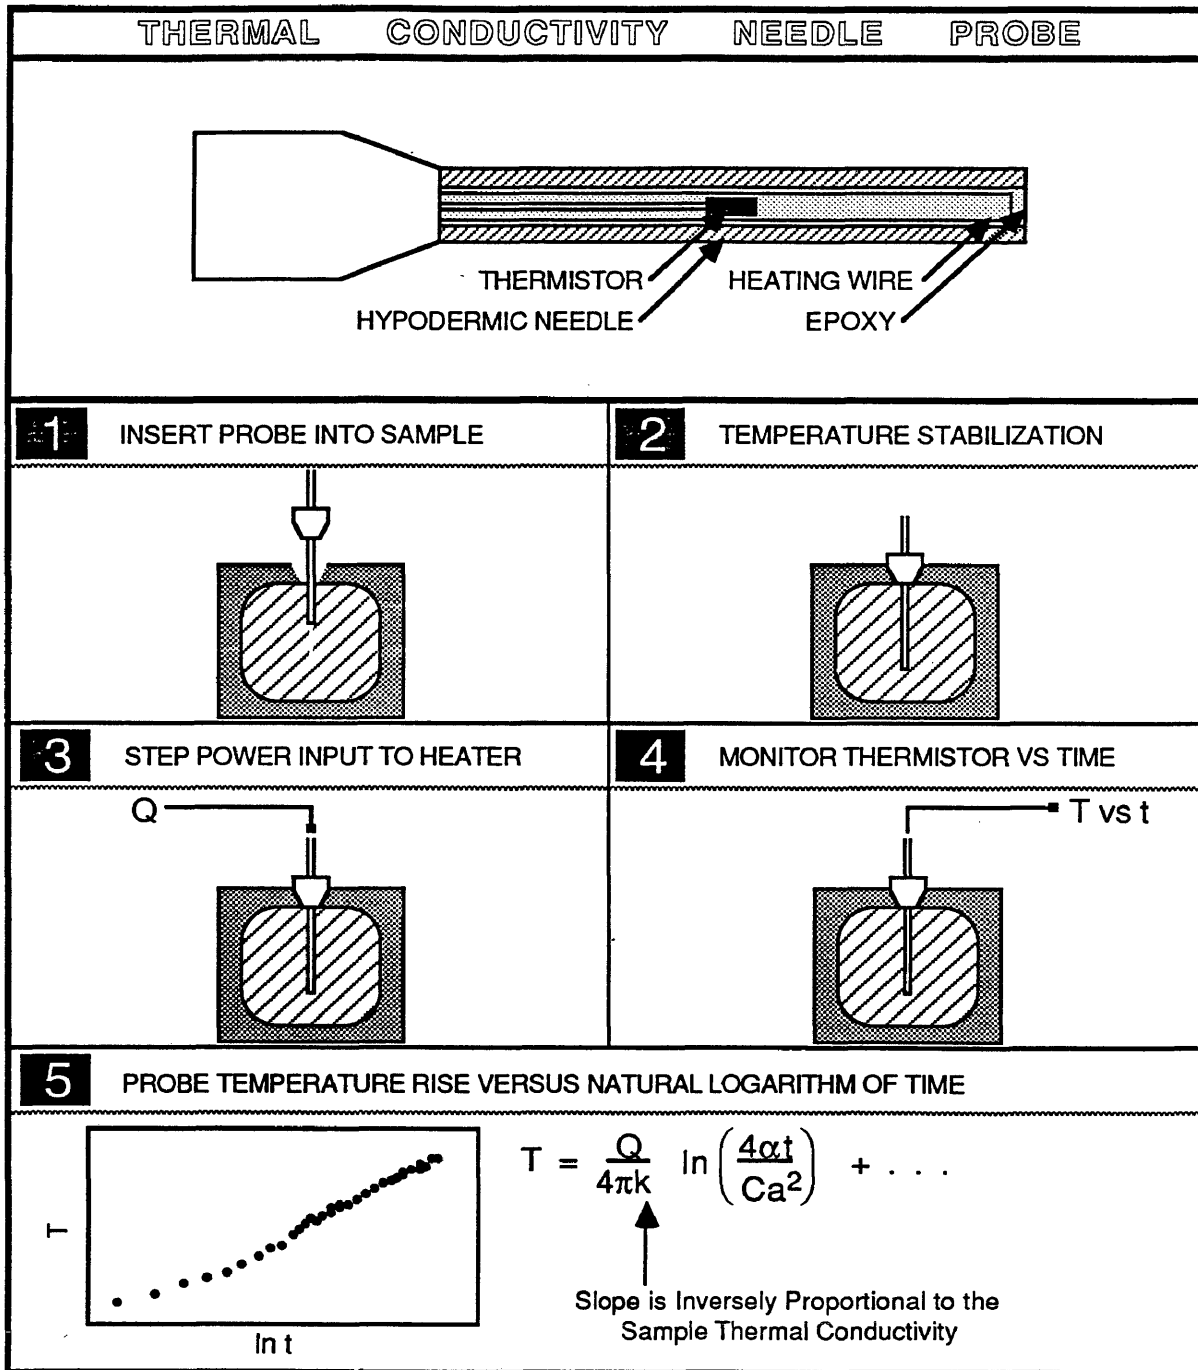 THERMAL CONDUCTIVITY NEEDLE PROBE
THERMISTOR
HEATING WIRE
HYPODERMIC NEEDLE
EPOXY
1 INSERT PROBE INTO SAMPLE
2 TEMPERATURE STABILIZATION
3 STEP POWER INPUT TO HEATER
4 MONITOR THERMISTOR VS TIME
Q
T vs t
5 PROBE TEMPERATURE RISE VERSUS NATURAL LOGARITHM OF TIME
T
ln t
T = Q/4πk ln (4αt/Ca²) + . . .
Slope is Inversely Proportional to the
Sample Thermal Conductivity